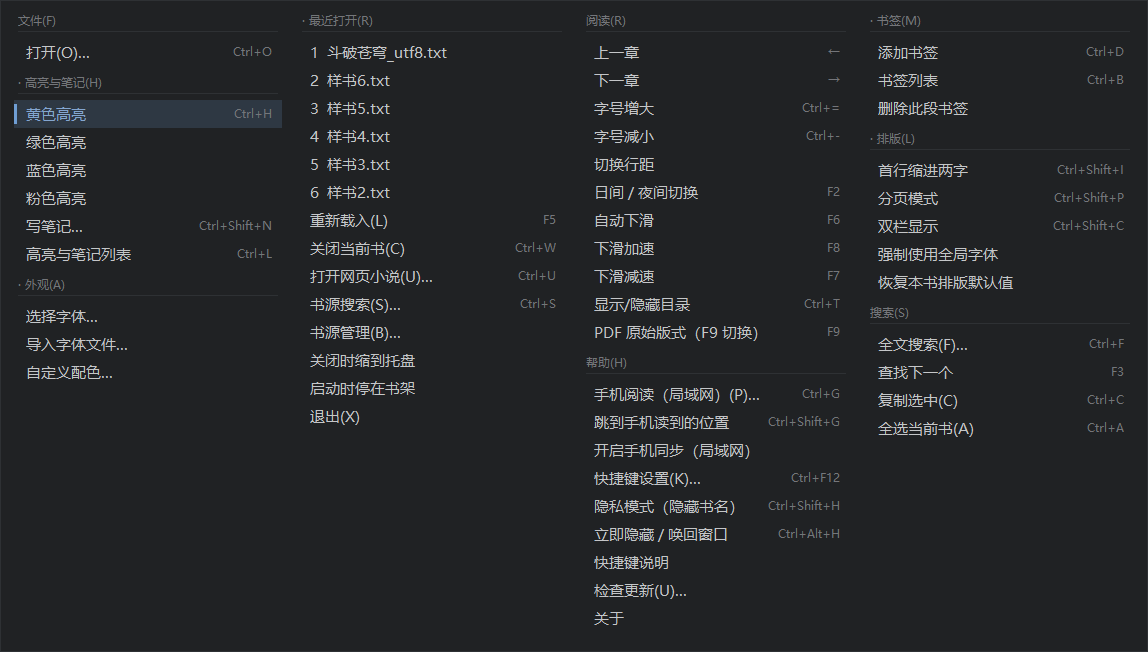 文件(F)
打开(O)... Ctrl+O
· 高亮与笔记(H)
黄色高亮 Ctrl+H
绿色高亮
蓝色高亮
粉色高亮
写笔记... Ctrl+Shift+N
高亮与笔记列表 Ctrl+L
· 外观(A)
选择字体...
导入字体文件...
自定义配色...
· 最近打开(R)
1 斗破苍穹_utf8.txt
2 样书6.txt
3 样书5.txt
4 样书4.txt
5 样书3.txt
6 样书2.txt
重新载入(L) F5
关闭当前书(C) Ctrl+W
打开网页小说(U)... Ctrl+U
书源搜索(S)... Ctrl+S
书源管理(B)...
关闭时缩到托盘
启动时停在书架
退出(X)
阅读(R)
上一章 ←
下一章 →
字号增大 Ctrl+=
字号减小 Ctrl+-
切换行距
日间 / 夜间切换 F2
自动下滑 F6
下滑加速 F8
下滑减速 F7
显示/隐藏目录 Ctrl+T
PDF 原始版式（F9 切换） F9
帮助(H)
手机阅读（局域网）(P)... Ctrl+G
跳到手机读到的位置 Ctrl+Shift+G
开启手机同步（局域网）
快捷键设置(K)... Ctrl+F12
隐私模式（隐藏书名） Ctrl+Shift+H
立即隐藏 / 唤回窗口 Ctrl+Alt+H
快捷键说明
检查更新(U)...
关于
· 书签(M)
添加书签 Ctrl+D
书签列表 Ctrl+B
删除此段书签
· 排版(L)
首行缩进两字 Ctrl+Shift+I
分页模式 Ctrl+Shift+P
双栏显示 Ctrl+Shift+C
强制使用全局字体
恢复本书排版默认值
搜索(S)
全文搜索(F)... Ctrl+F
查找下一个 F3
复制选中(C) Ctrl+C
全选当前书(A) Ctrl+A